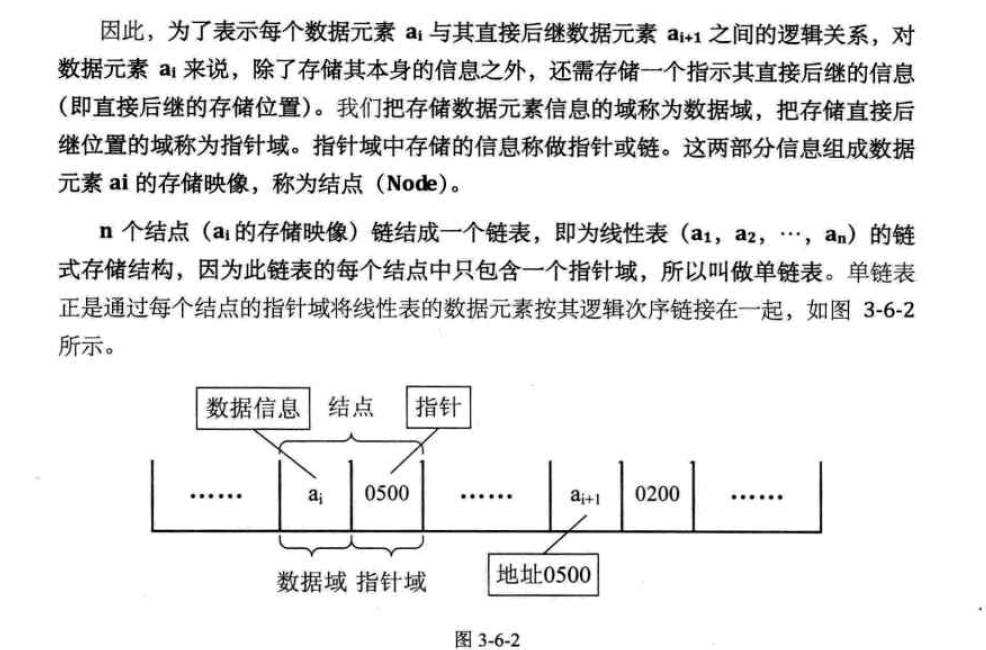 因此，为了表示每个数据元素 ai 与其直接后继数据元素 ai+1 之间的逻辑关系，对
数据元素 ai 来说，除了存储其本身的信息之外，还需存储一个指示其直接后继的信息
（即直接后继的存储位置）。我们把存储数据元素信息的域称为数据域，把存储直接后
继位置的域称为指针域。指针域中存储的信息称做指针或链。这两部分信息组成数据
元素 ai 的存储映像，称为结点（Node）。
n 个结点（ai 的存储映像）链结成一个链表，即为线性表（a1，a2，…，an）的链
式存储结构，因为此链表的每个结点中只包含一个指针域，所以叫做单链表。单链表
正是通过每个结点的指针域将线性表的数据元素按其逻辑次序链接在一起，如图 3-6-2
所示。
数据信息 结点 指针
…… ai 0500 …… ai+1 0200 ……
数据域 指针域 地址0500
图 3-6-2